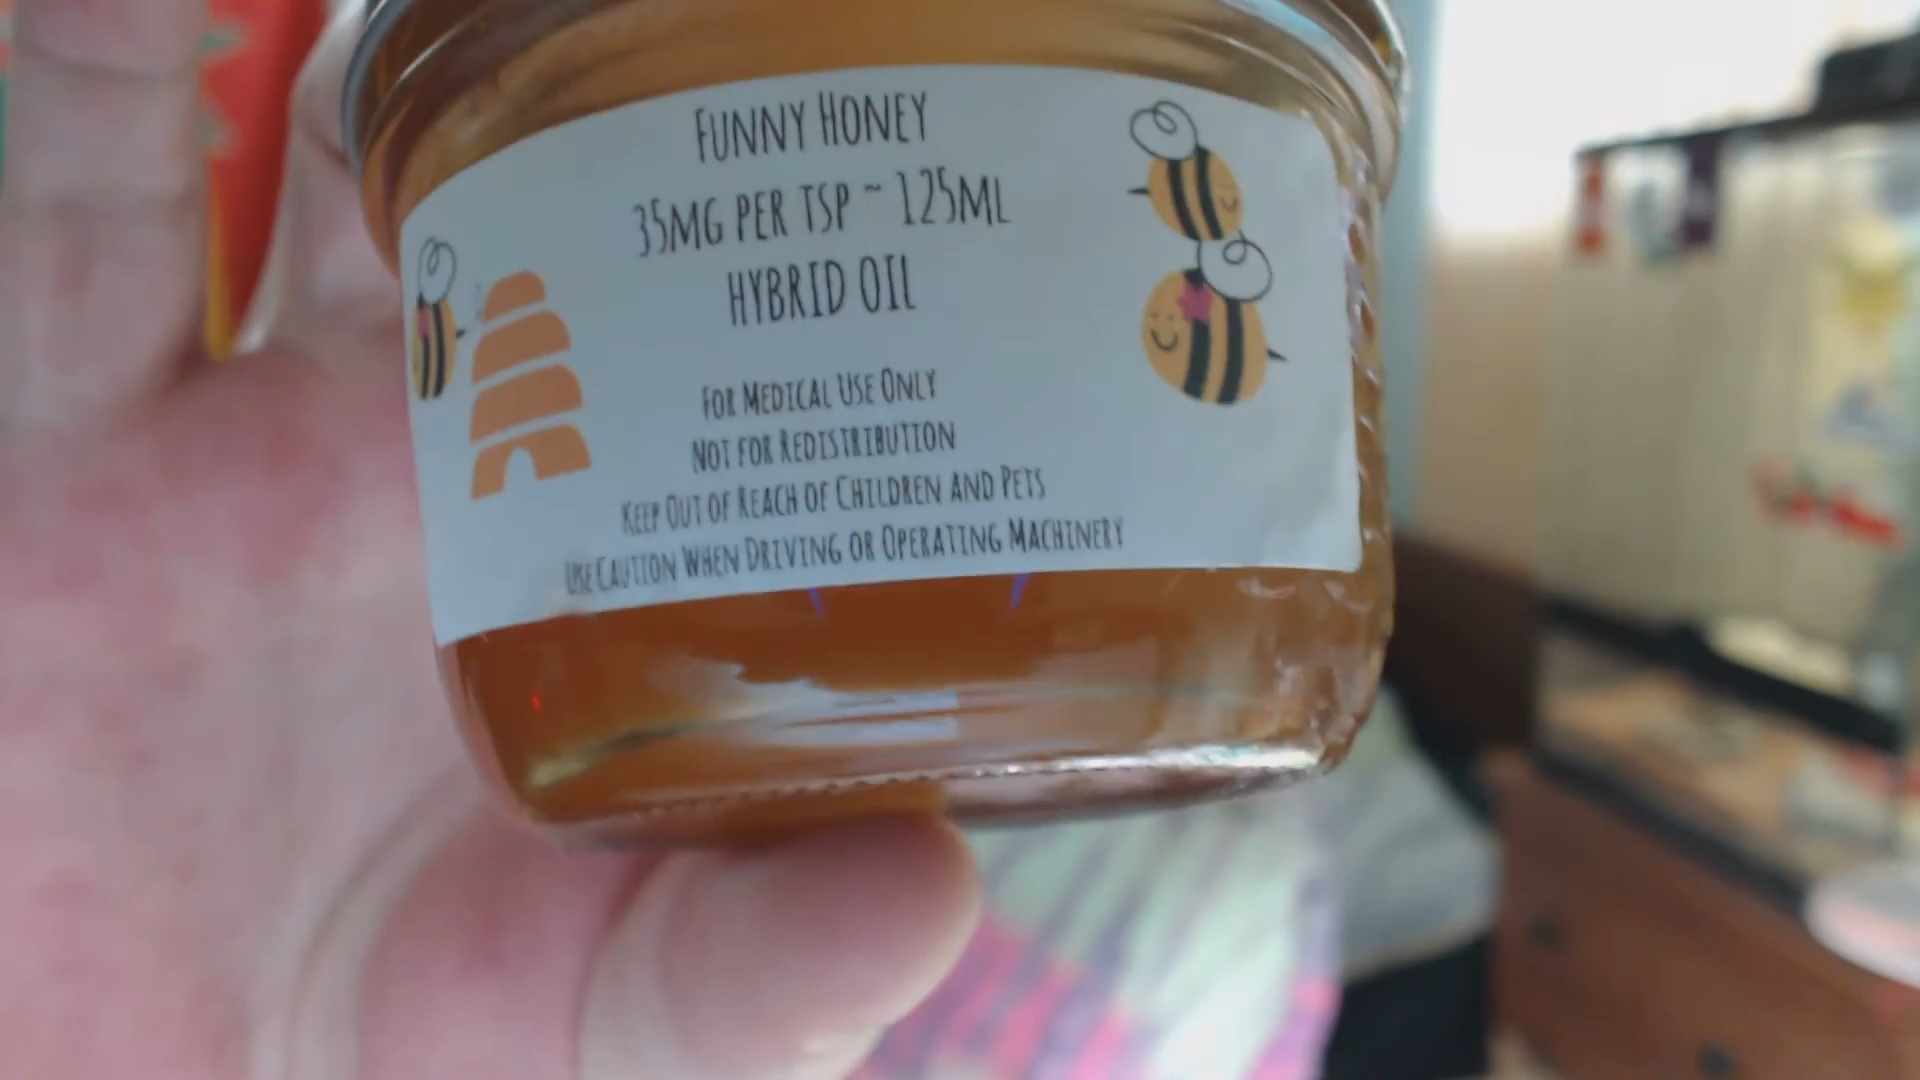 FUNNY HONEY
35MG PER TSP ~ 125ML
HYBRID OIL
FOR MEDICAL USE ONLY
NOT FOR REDISTRIBUTION
KEEP OUT OF REACH OF CHILDREN AND PETS
USE CAUTION WHEN DRIVING OR OPERATING MACHINERY